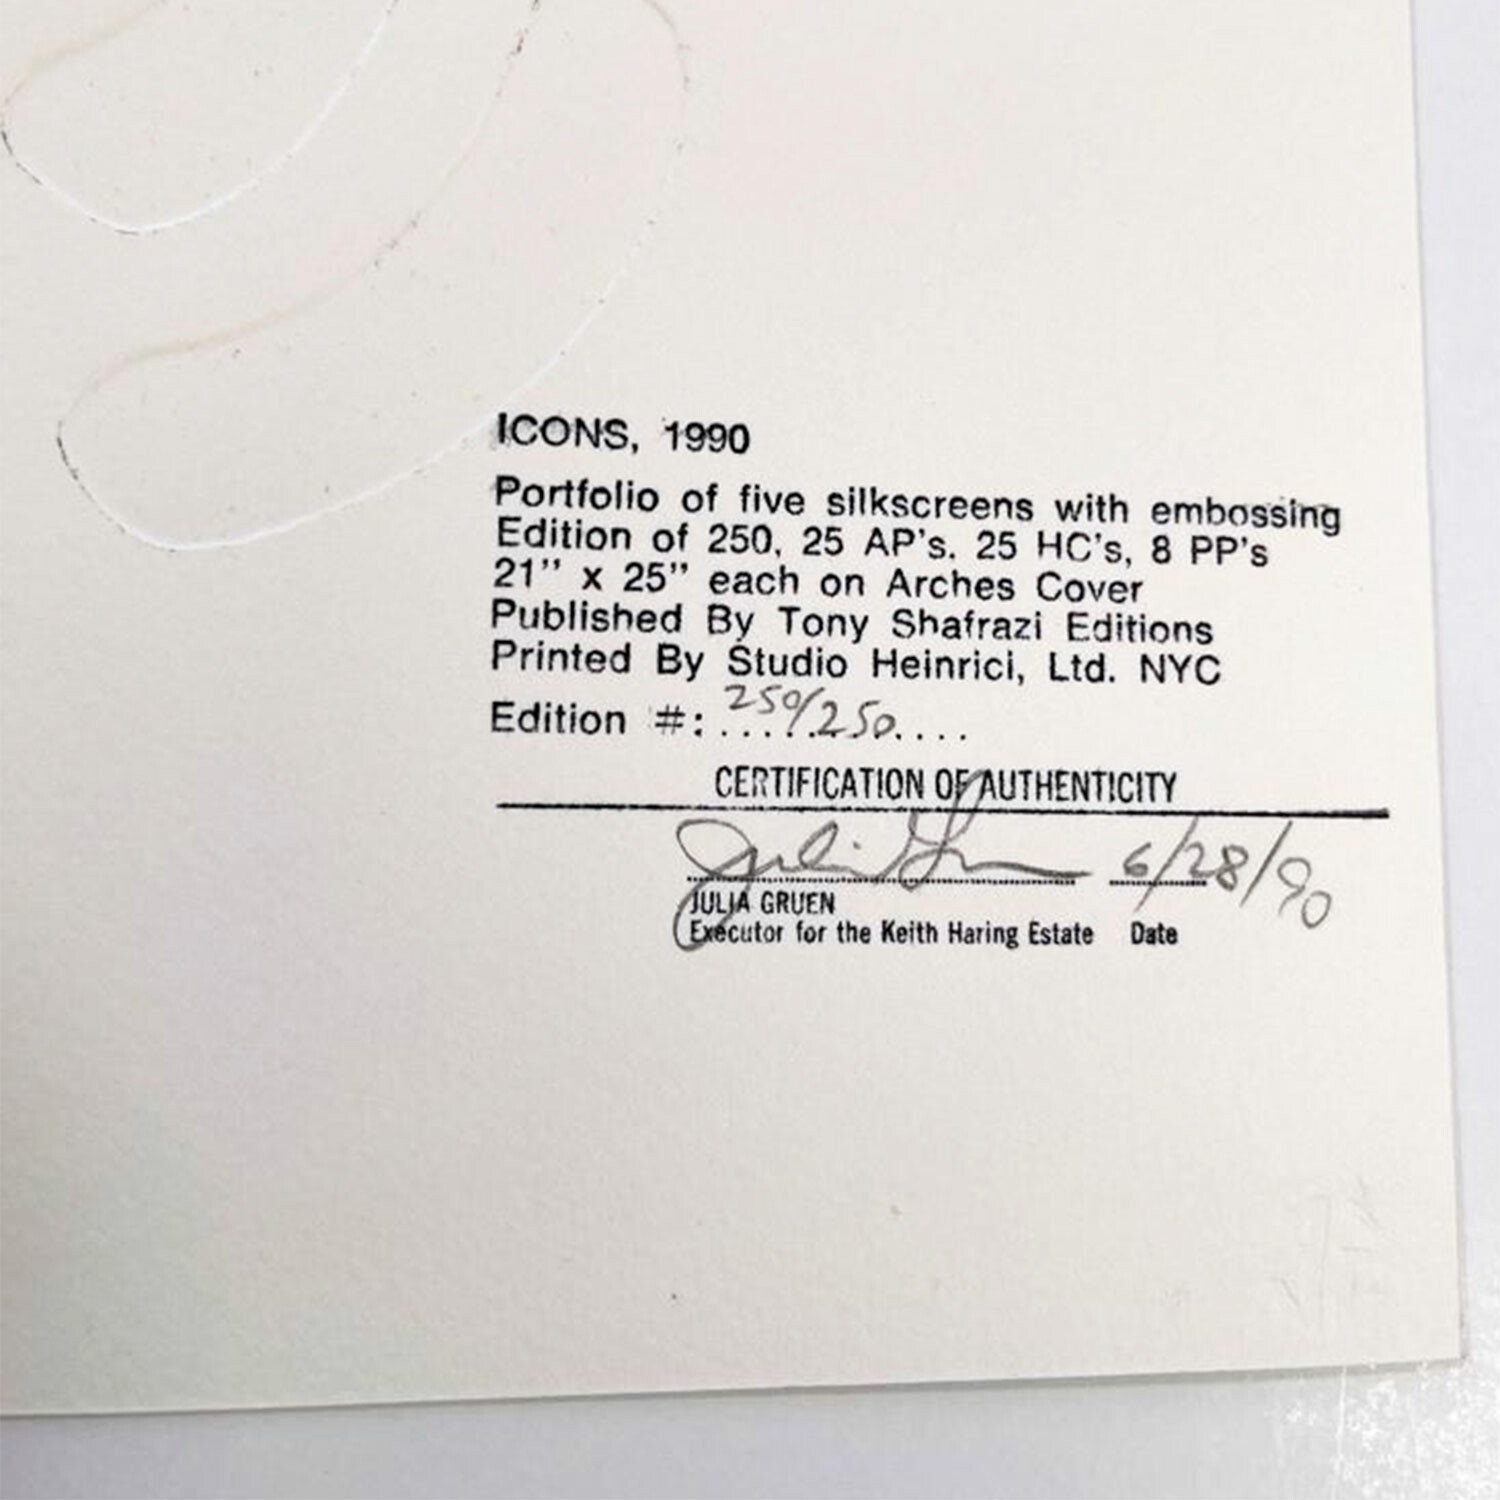 ICONS, 1990
Portfolio of five silkscreens with embossing
Edition of 250, 25 AP's. 25 HC's, 8 PP's
21" x 25" each on Arches Cover
Published By Tony Shafrazi Editions
Printed By Studio Heinrici, Ltd. NYC
Edition #: 250/250
CERTIFICATION OF AUTHENTICITY
Julia Gruen 6/28/90
JULIA GRUEN
Executor for the Keith Haring Estate Date